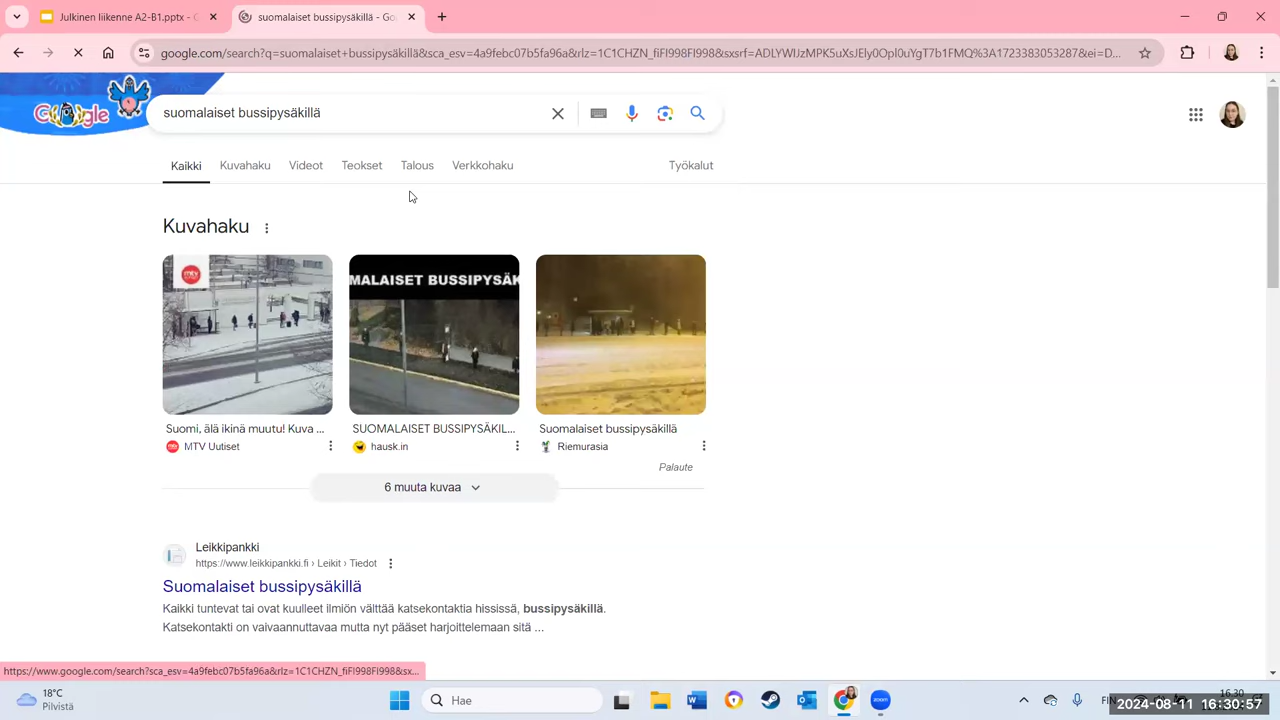 Julkinen liikenne A2-B1.pptx -
suomalaiset bussipysäkillä - Go
google.com/search?q=suomalaiset+bussipysäkillä&sca_esv=4a9febc07b5fa96a&rlz=1C1CHZN_fiFI998FI998&sxsrf=ADLYWIJzMPK5uXsJEly0OpI0uYgT7b1FMQ%3A1723383053287&ei=D...
Google
suomalaiset bussipysäkillä
Kaikki
Kuvahaku
Videot
Teokset
Talous
Verkkohaku
Työkalut
Kuvahaku
mtv
MALAISET BUSSIPYSÄK
Suomi, älä ikinä muutu! Kuva ...
SUOMALAISET BUSSIPYSÄKIL...
Suomalaiset bussipysäkillä
MTV Uutiset
hausk.in
Riemurasia
Palaute
6 muuta kuvaa
Leikkipankki
https://www.leikkipankki.fi › Leikit › Tiedot
Suomalaiset bussipysäkillä
Kaikki tuntevat tai ovat kuulleet ilmiön välttää katsekontaktia hississä, bussipysäkillä.
Katsekontakti on vaivaannuttavaa mutta nyt pääset harjoittelemaan sitä ...
https://www.google.com/search?sca_esv=4a9febc07b5fa96a&rlz=1C1CHZN_fiFI998FI998&sx...
18°C
Pilvistä
Hae
zoom
FIN
16.30
2024-08-11 16:30:57